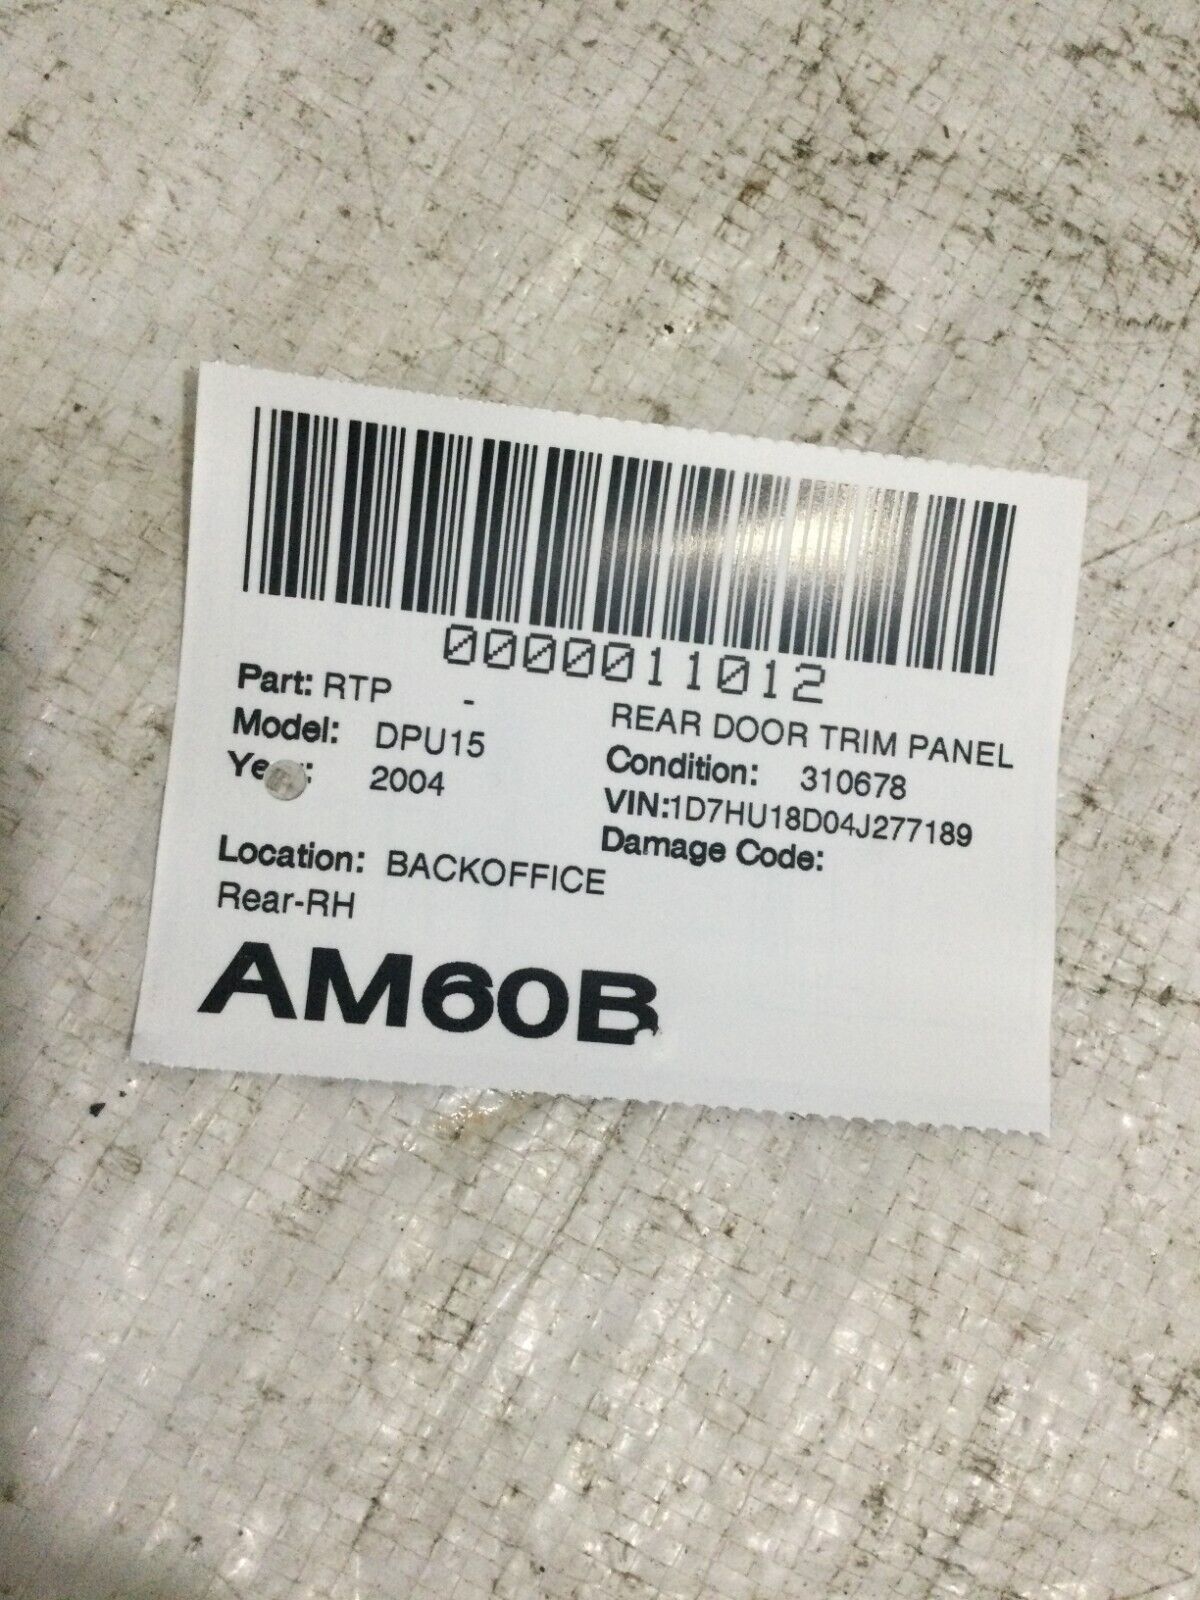 0000011012
Part: RTP - REAR DOOR TRIM PANEL
Model: DPU15 Condition: 310678
Year: 2004 VIN:1D7HU18D04J277189
Damage Code:
Location: BACKOFFICE
Rear-RH
AM60B